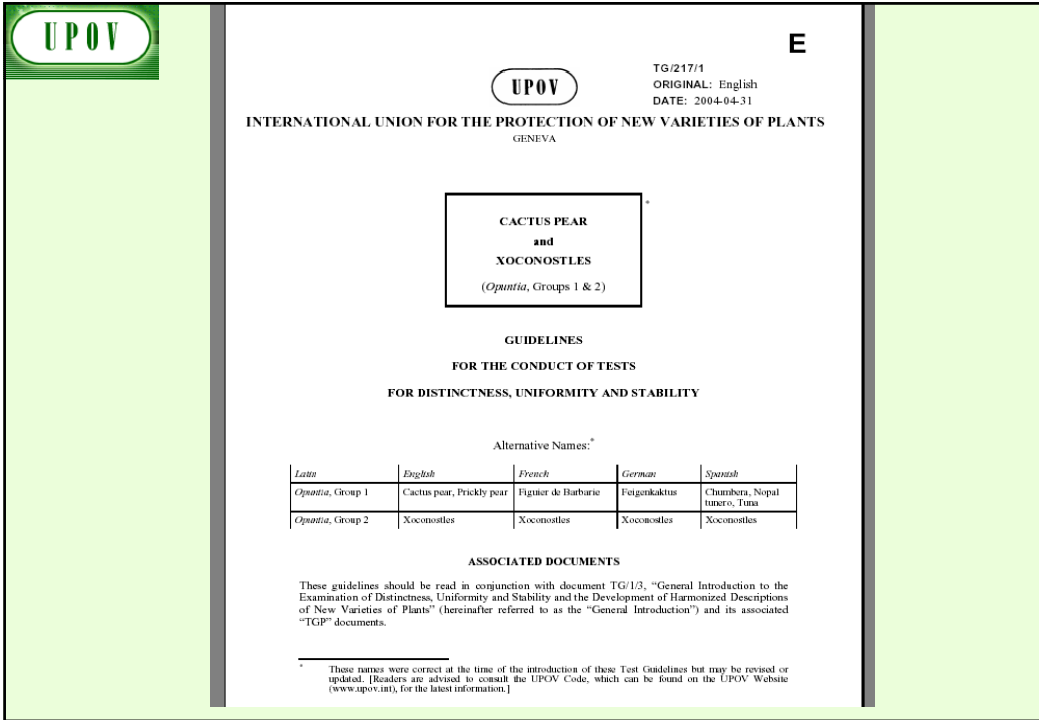 UPOV
E
UPOV
TG/217/1
ORIGINAL: English
DATE: 2004-04-31
INTERNATIONAL UNION FOR THE PROTECTION OF NEW VARIETIES OF PLANTS
GENEVA
*
CACTUS PEAR
and
XOCONOSTLES
(Opuntia, Groups 1 & 2)
GUIDELINES
FOR THE CONDUCT OF TESTS
FOR DISTINCTNESS, UNIFORMITY AND STABILITY
Alternative Names:*
Latin English French German Spanish
Opuntia, Group 1 Cactus pear, Prickly pear Figuier de Barbarie Feigenkaktus Chumbera, Nopal
tunero, Tuna
Opuntia, Group 2 Xoconostles Xoconostles Xoconostles Xoconostles
ASSOCIATED DOCUMENTS
These guidelines should be read in conjunction with document TG/1/3, “General Introduction to the
Examination of Distinctness, Uniformity and Stability and the Development of Harmonized Descriptions
of New Varieties of Plants” (hereinafter referred to as the “General Introduction”) and its associated
“TGP” documents.
* These names were correct at the time of the introduction of these Test Guidelines but may be revised or
updated. [Readers are advised to consult the UPOV Code, which can be found on the UPOV Website
(www.upov.int), for the latest information.]